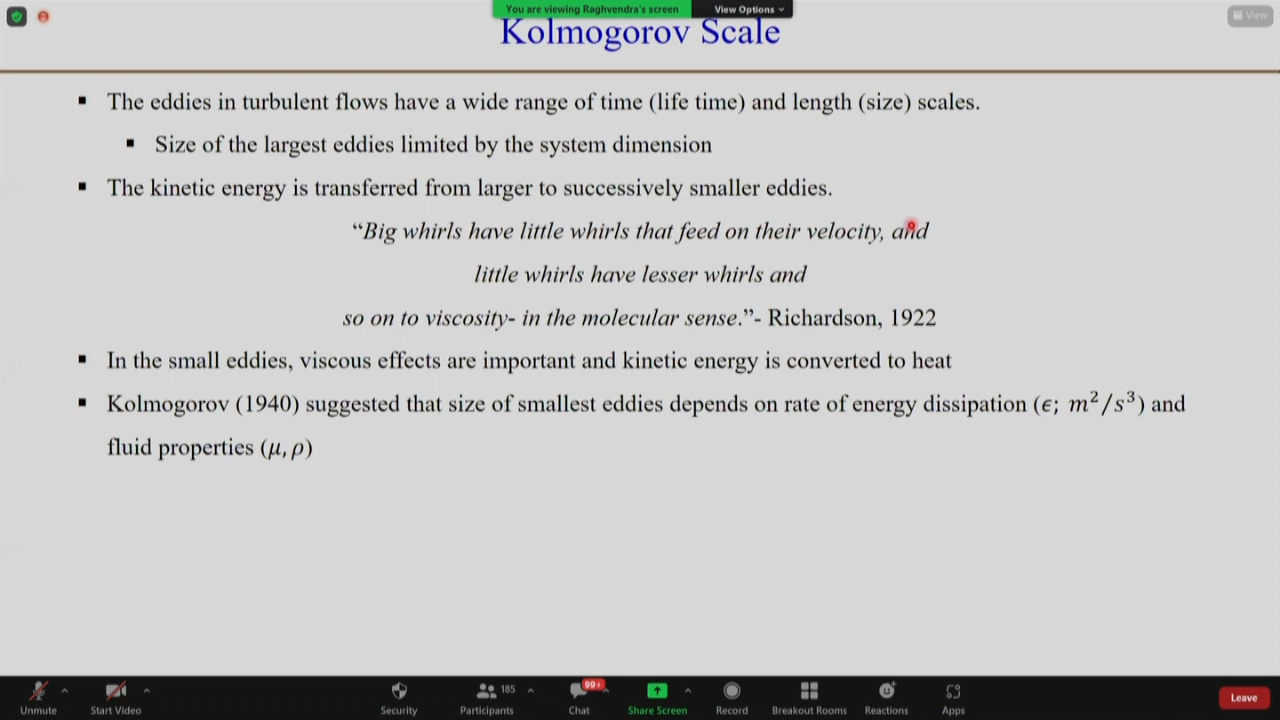 You are viewing Raghvendra's screen
View Options
View
Kolmogorov Scale
▪ The eddies in turbulent flows have a wide range of time (life time) and length (size) scales.
▪ Size of the largest eddies limited by the system dimension
▪ The kinetic energy is transferred from larger to successively smaller eddies.
“Big whirls have little whirls that feed on their velocity, and
little whirls have lesser whirls and
so on to viscosity- in the molecular sense.”- Richardson, 1922
▪ In the small eddies, viscous effects are important and kinetic energy is converted to heat
▪ Kolmogorov (1940) suggested that size of smallest eddies depends on rate of energy dissipation (ϵ; m²/s³) and
fluid properties (μ, ρ)
185
99+
Unmute
Start Video
Security
Participants
Chat
Share Screen
Record
Breakout Rooms
Reactions
Apps
Leave